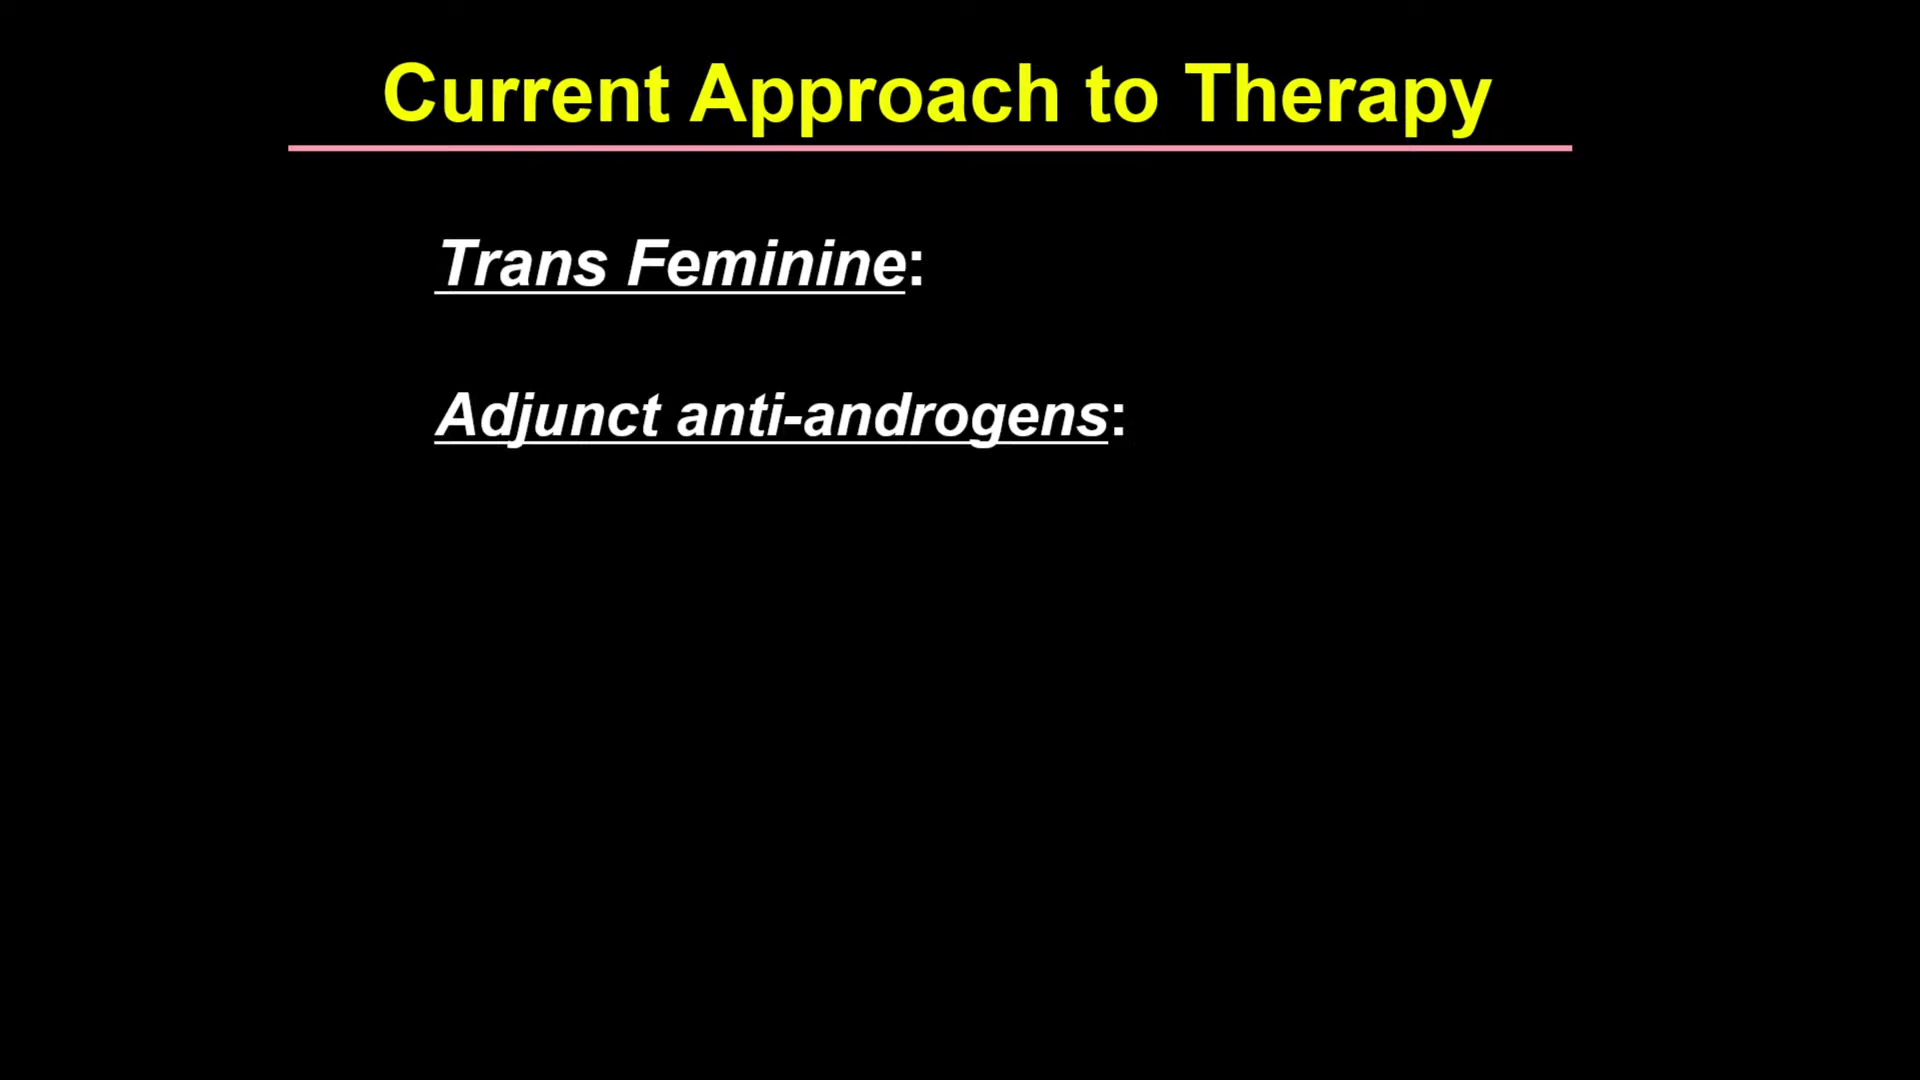 Current Approach to Therapy
Trans Feminine:
Adjunct anti-androgens: